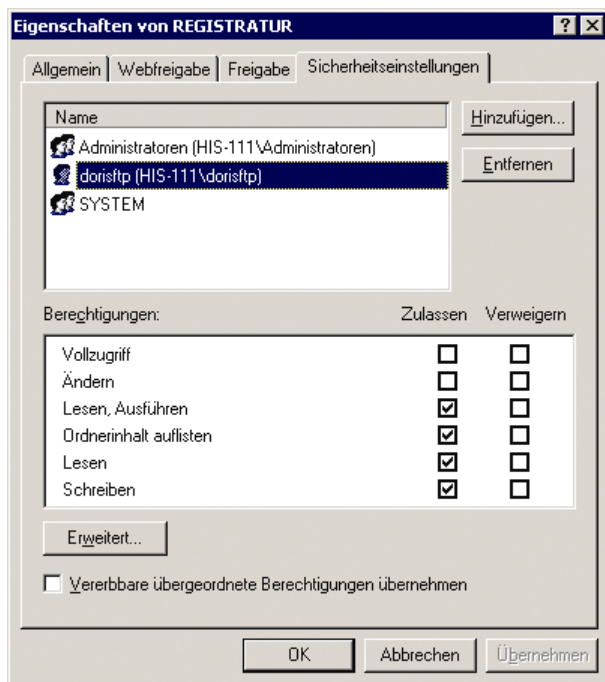 Eigenschaften von REGISTRATUR
Allgemein Webfreigabe Freigabe Sicherheitseinstellungen
Name
Hinzufügen...
Administratoren (HIS-111\Administratoren)
dorisftp (HIS-111\dorisftp)
Entfernen
SYSTEM
Berechtigungen: Zulassen Verweigern
Vollzugriff
Ändern
Lesen, Ausführen
Ordnerinhalt auflisten
Lesen
Schreiben
Erweitert...
Vererbbare übergeordnete Berechtigungen übernehmen
OK Abbrechen Übernehmen